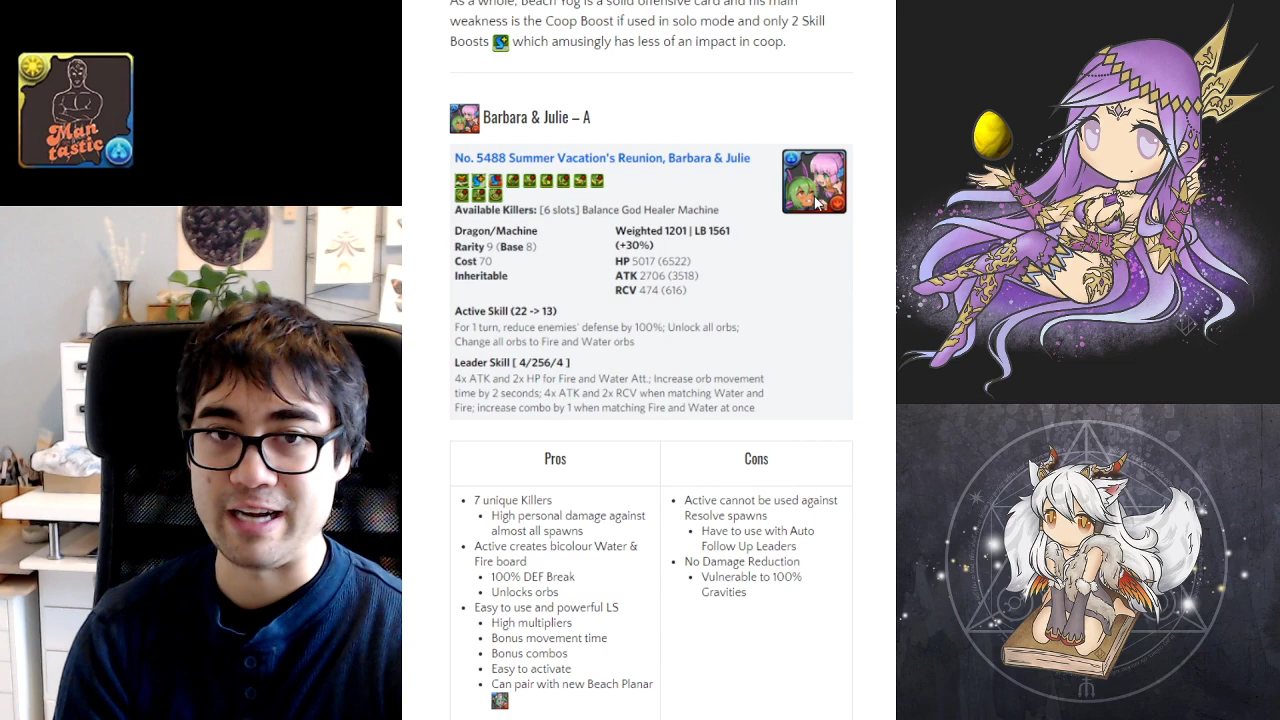 Man
tastic
As a whole, Beach Yog is a solid offensive card and his main
weakness is the Coop Boost if used in solo mode and only 2 Skill
Boosts which amusingly has less of an impact in coop.
Barbara & Julie – A
No. 5488 Summer Vacation's Reunion, Barbara & Julie
Available Killers: [6 slots] Balance God Healer Machine
Dragon/Machine
Rarity 9 (Base 8)
Cost 70
Inheritable
Weighted 1201 | LB 1561
(+30%)
HP 5017 (6522)
ATK 2706 (3518)
RCV 474 (616)
Active Skill (22 -> 13)
For 1 turn, reduce enemies' defense by 100%; Unlock all orbs;
Change all orbs to Fire and Water orbs
Leader Skill [ 4/256/4 ]
4x ATK and 2x HP for Fire and Water Att.; Increase orb movement
time by 2 seconds; 4x ATK and 2x RCV when matching Water and
Fire; increase combo by 1 when matching Fire and Water at once
Pros
7 unique Killers
High personal damage against
almost all spawns
Active creates bicolour Water &
Fire board
100% DEF Break
Unlocks orbs
Easy to use and powerful LS
High multipliers
Bonus movement time
Bonus combos
Easy to activate
Can pair with new Beach Planar
Cons
Active cannot be used against
Resolve spawns
Have to use with Auto
Follow Up Leaders
No Damage Reduction
Vulnerable to 100%
Gravities